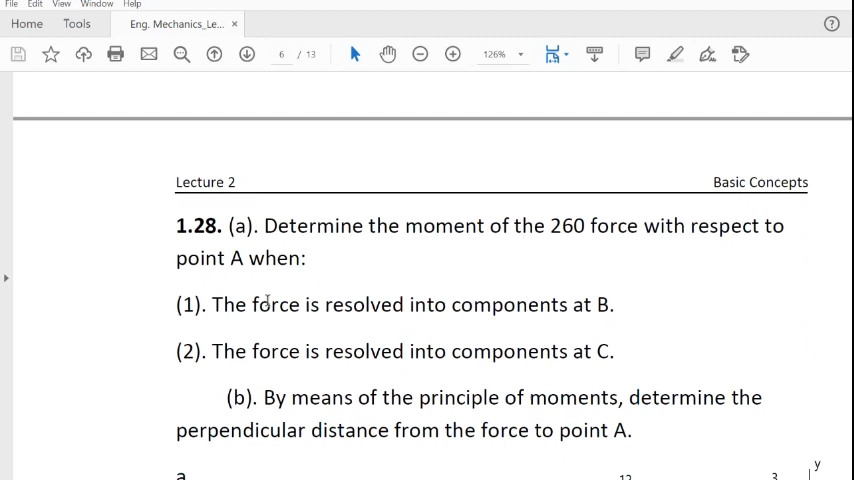 File Edit View Window Help
Home Tools Eng. Mechanics_Le... ×
6 / 13 126%
Lecture 2 Basic Concepts
1.28. (a). Determine the moment of the 260 force with respect to
point A when:
(1). The force is resolved into components at B.
(2). The force is resolved into components at C.
(b). By means of the principle of moments, determine the
perpendicular distance from the force to point A.
a 12 3 y